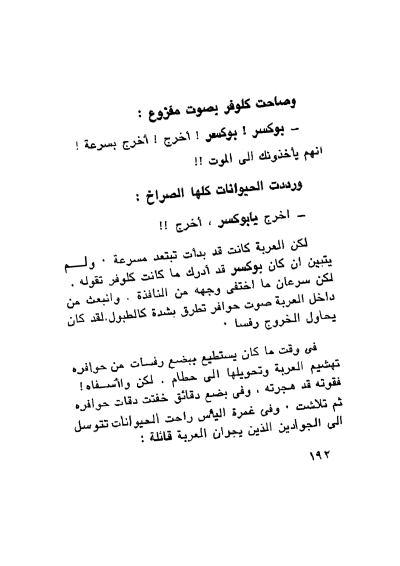 وصاحت كلوفر بصوت مفزوع :
– بوكسر ! بوكسر ! أخرج ! أخرج بسرعة !
انهم يأخذونك الى الموت !!
ورددت الحيوانات كلها الصراخ :
– اخرج يابوكسر ، أخرج !!
لكن العربة كانت قد بدأت تبتعد مسرعة . ولـــم
يتبين ان كان بوكسر قد أدرك ما كانت كلوفر تقوله .
لكن سرعان ما اختفى وجهه من النافذة . وانبعث من
داخل العربة صوت حوافر تطرق بشدة كالطبول.لقد كان
يحاول الخروج رفسا .
فى وقت ما كان يستطيع ببضع رفسات من حوافره
تهشيم العربة وتحويلها الى حطام . لكن واأسفاه !
فقوته قد هجرته ، وفى بضع دقائق خفتت دقات حوافره
ثم تلاشت . وفى غمرة اليأس راحت الحيوانات تتوسل
الى الجوادين الذين يجران العربة قائلة :
١٩٢